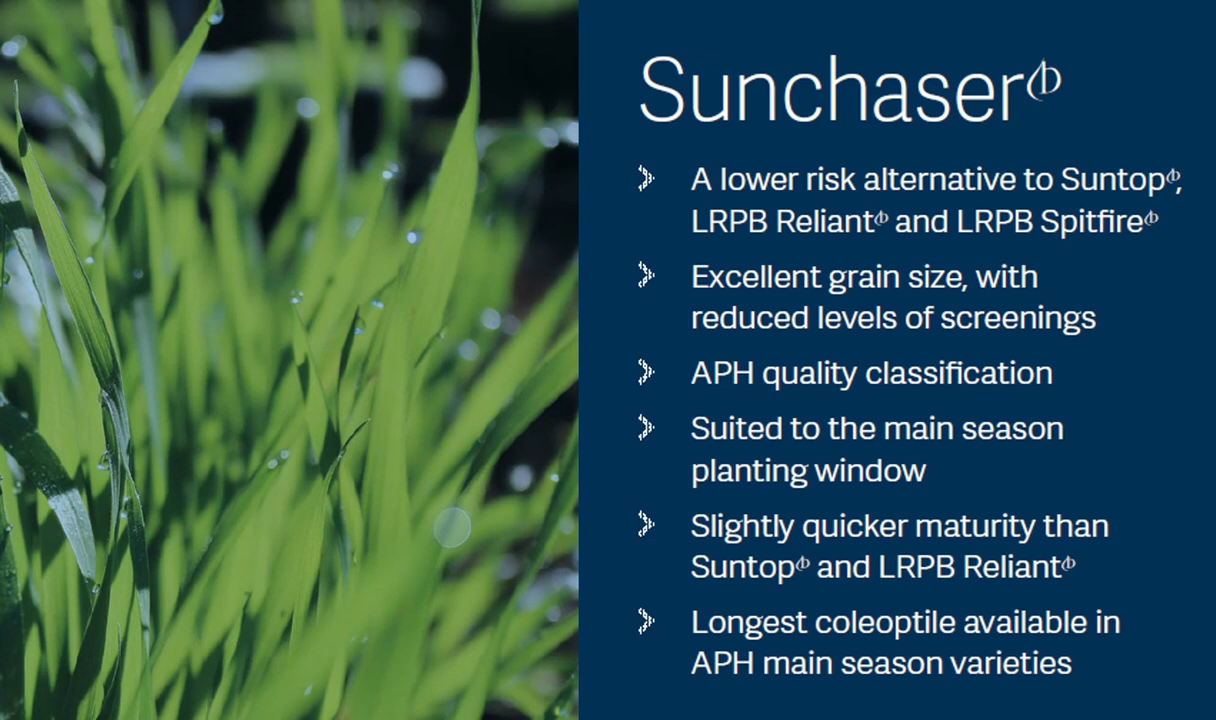 Sunchaser
A lower risk alternative to Suntop,
LRPB Reliant and LRPB Spitfire
Excellent grain size, with
reduced levels of screenings
APH quality classification
Suited to the main season
planting window
Slightly quicker maturity than
Suntop and LRPB Reliant
Longest coleoptile available in
APH main season varieties